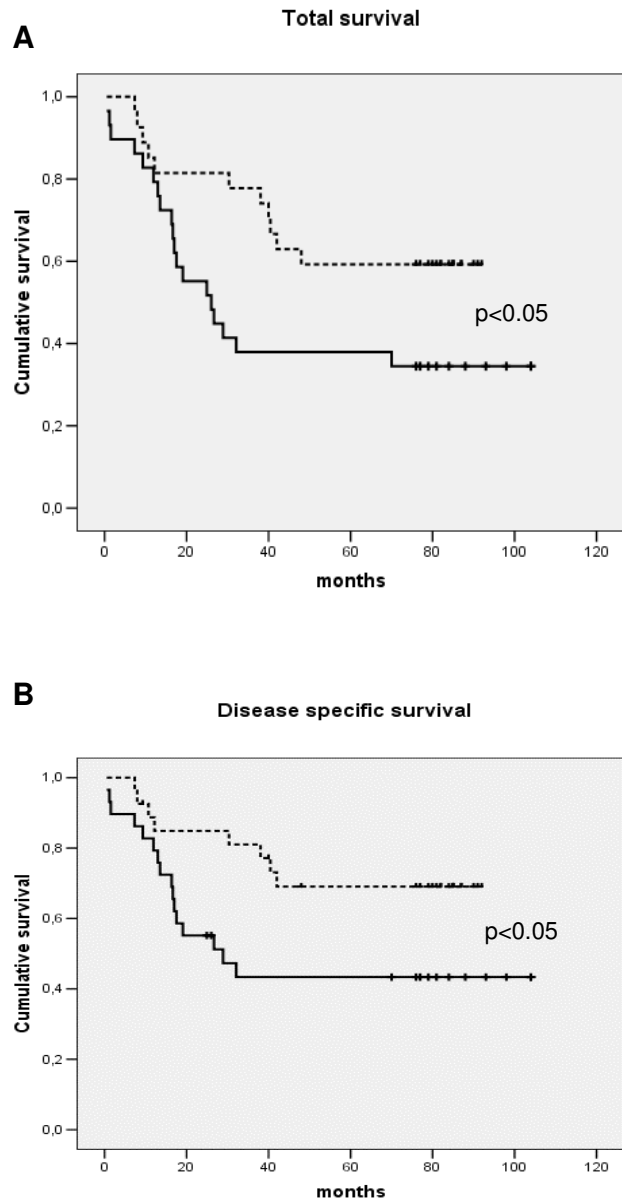 Total survival
A
1,0
0,8
0,6
0,4
0,2
0,0
Cumulative survival
p<0.05
0 20 40 60 80 100 120
months
B
Disease specific survival
1,0
0,8
0,6
0,4
0,2
0,0
Cumulative survival
p<0.05
0 20 40 60 80 100 120
months